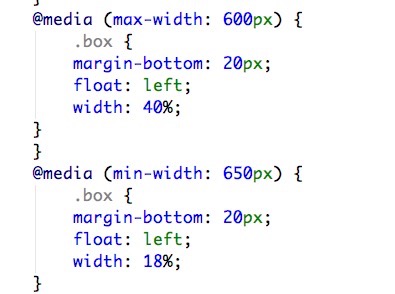 }
@media (max-width: 600px) {
.box {
margin-bottom: 20px;
float: left;
width: 40%;
}
}
@media (min-width: 650px) {
.box {
margin-bottom: 20px;
float: left;
width: 18%;
}